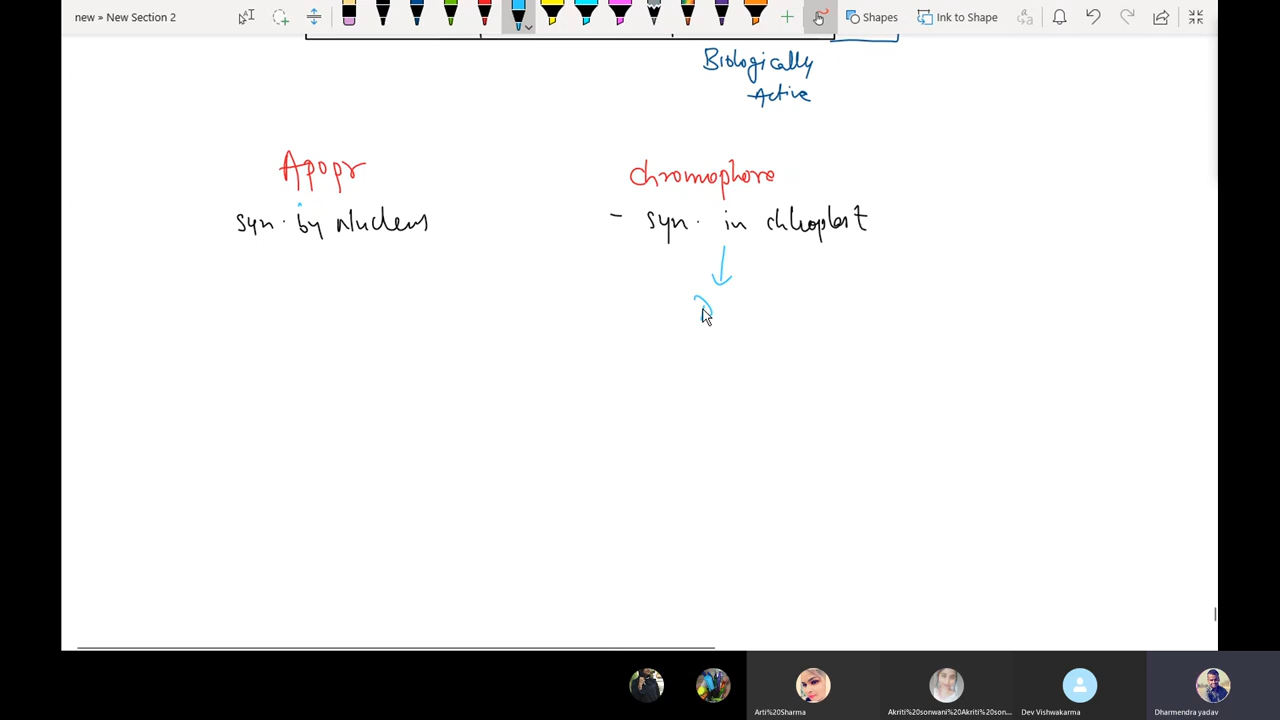 new » New Section 2
Shapes
Ink to Shape
Biologically
Active
Apopr
chromophore
syn. by Nucleus
- syn. in chloplast
Arti%20Sharma
Akriti%20sonwani%20Akriti%20son...
Dev Vishwakarma
Dharmendra yadav